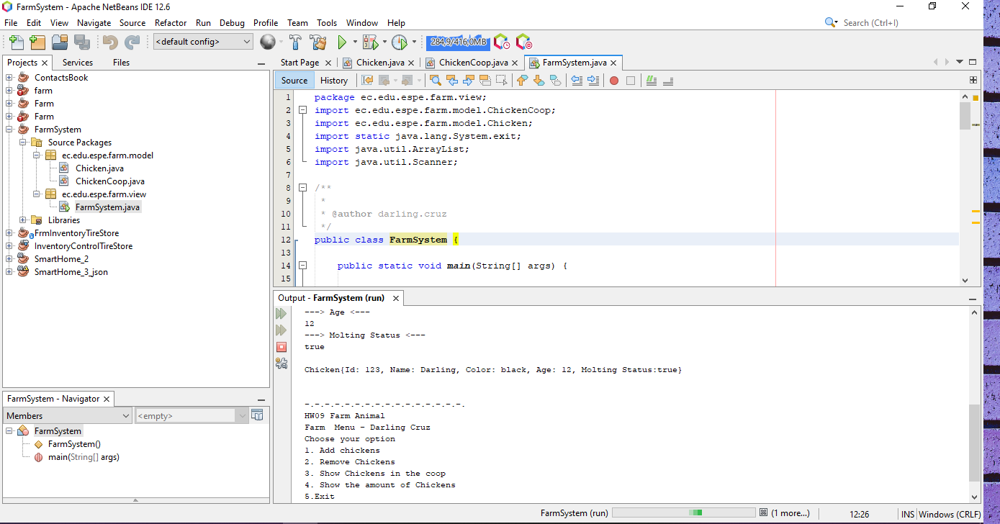 FarmSystem - Apache NetBeans IDE 12.6
File Edit View Navigate Source Refactor Run Debug Profile Team Tools Window Help
Search (Ctrl+I)
<default config>
284,9/416,0MB
Projects
Services
Files
ContactsBook
farm
Farm
Farm
FarmSystem
Source Packages
ec.edu.espe.farm.model
Chicken.java
ChickenCoop.java
ec.edu.espe.farm.view
FarmSystem.java
Libraries
FrmInventoryTireStore
InventoryControlTireStore
SmartHome_2
SmartHome_3_json
FarmSystem - Navigator
Members
<empty>
FarmSystem
FarmSystem()
main(String[] args)
Start Page
Chicken.java
ChickenCoop.java
FarmSystem.java
Source
History
1 package ec.edu.espe.farm.view;
2 import ec.edu.espe.farm.model.ChickenCoop;
3 import ec.edu.espe.farm.model.Chicken;
4 import static java.lang.System.exit;
5 import java.util.ArrayList;
6 import java.util.Scanner;
7
8 /**
9 *
10 * @author darling.cruz
11 */
12 public class FarmSystem {
13
14 public static void main(String[] args) {
15
Output - FarmSystem (run)
---> Age <---
12
---> Molting Status <---
true
Chicken{Id: 123, Name: Darling, Color: black, Age: 12, Molting Status:true}
-.-.-.-.-.-.-.-.-.-.-.-.-.-.-.-.
HW09 Farm Animal
Farm  Menu - Darling Cruz
Choose your option
1. Add chickens
2. Remove Chickens
3. Show Chickens in the coop
4. Show the amount of Chickens
5.Exit
FarmSystem (run)
(1 more...)
12:26
INS
Windows (CRLF)